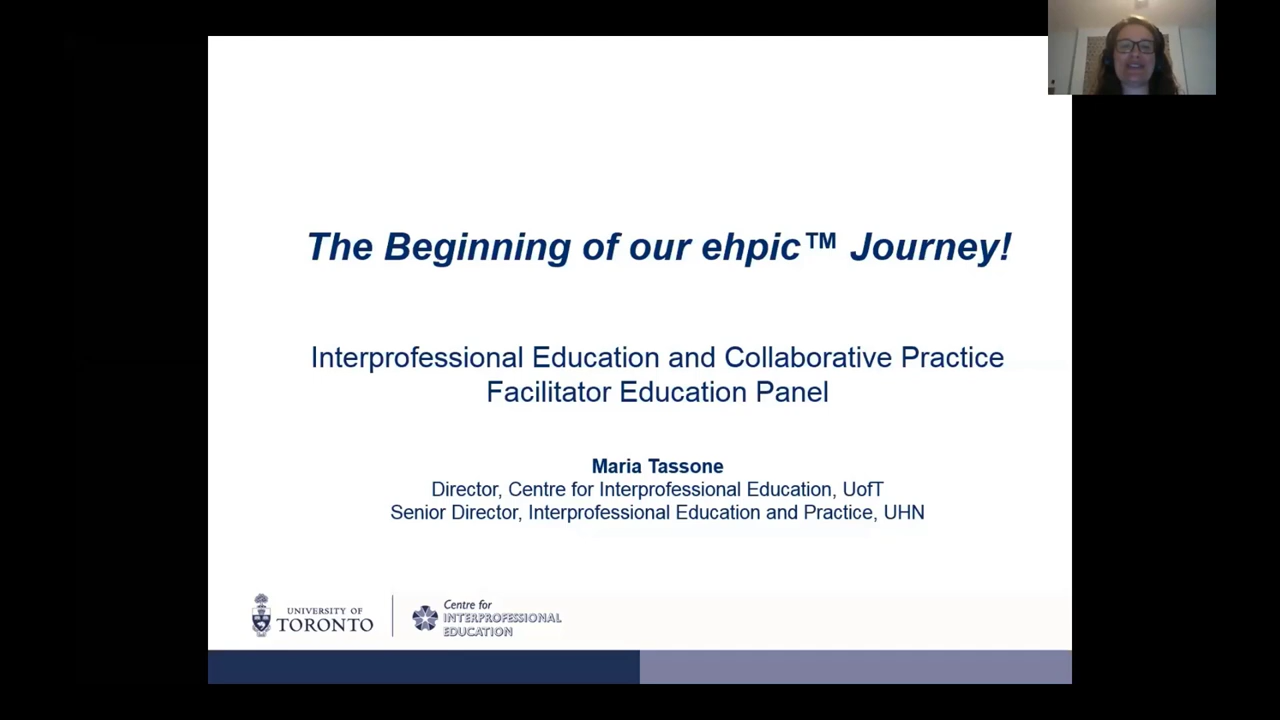 The Beginning of our ehpic™ Journey!
Interprofessional Education and Collaborative Practice
Facilitator Education Panel
Maria Tassone
Director, Centre for Interprofessional Education, UofT
Senior Director, Interprofessional Education and Practice, UHN
UNIVERSITY OF
TORONTO
Centre for
INTERPROFESSIONAL
EDUCATION